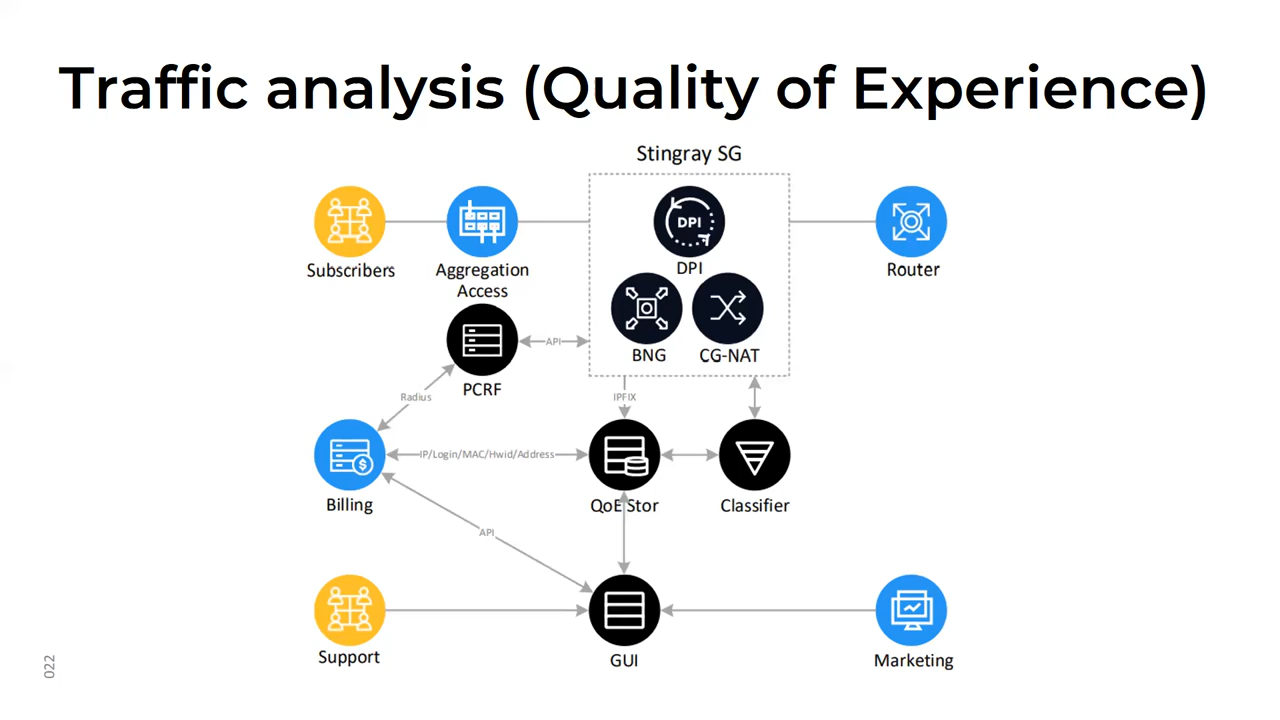 Traffic analysis (Quality of Experience)
Stingray SG
DPI
Subscribers
Aggregation
Access
DPI
Router
BNG
CG-NAT
API
PCRF
Radius
IPFIX
IP/Login/MAC/Hwid/Address
$
Billing
QoE Stor
Classifier
API
Support
GUI
Marketing
022